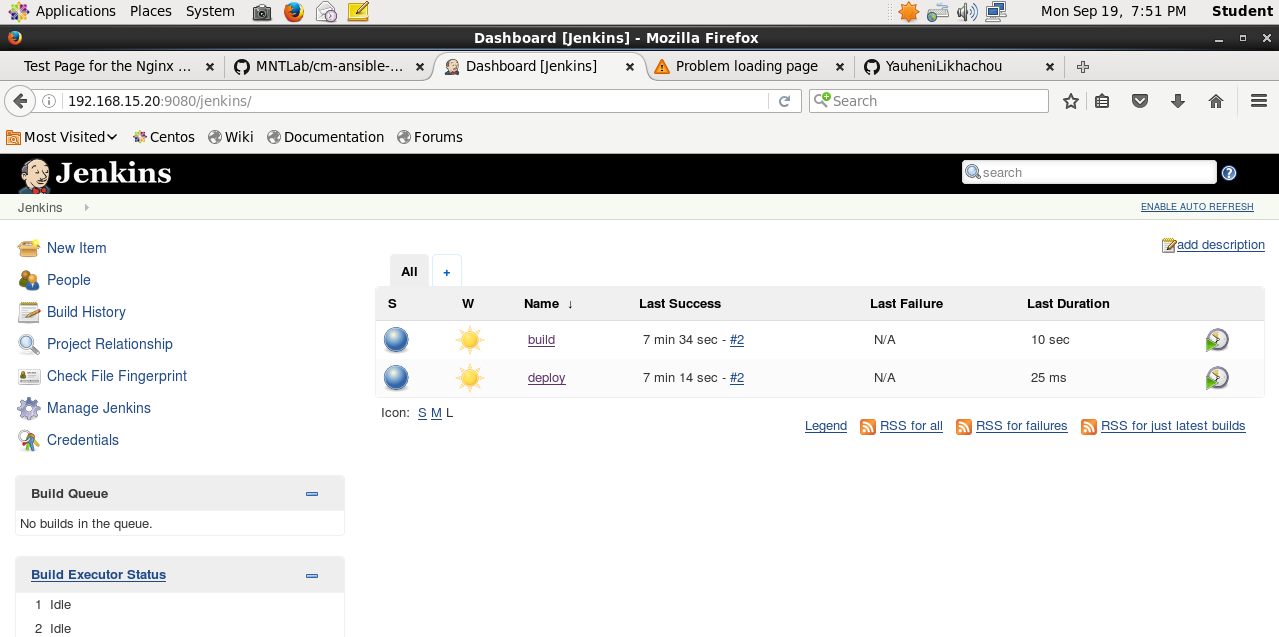 Applications Places System Mon Sep 19, 7:51 PM Student
Dashboard [Jenkins] - Mozilla Firefox
Test Page for the Nginx ... MNTLab/cm-ansible-... Dashboard [Jenkins] Problem loading page YauheniLikhachou
192.168.15.20:9080/jenkins/ Search
Most Visited Centos Wiki Documentation Forums
Jenkins search
Jenkins ENABLE AUTO REFRESH
add description
New Item
People
Build History
Project Relationship
Check File Fingerprint
Manage Jenkins
Credentials
Build Queue
No builds in the queue.
Build Executor Status
1 Idle
2 Idle
All +
S W Name ↓ Last Success Last Failure Last Duration
build 7 min 34 sec - #2 N/A 10 sec
deploy 7 min 14 sec - #2 N/A 25 ms
Icon: S M L
Legend RSS for all RSS for failures RSS for just latest builds